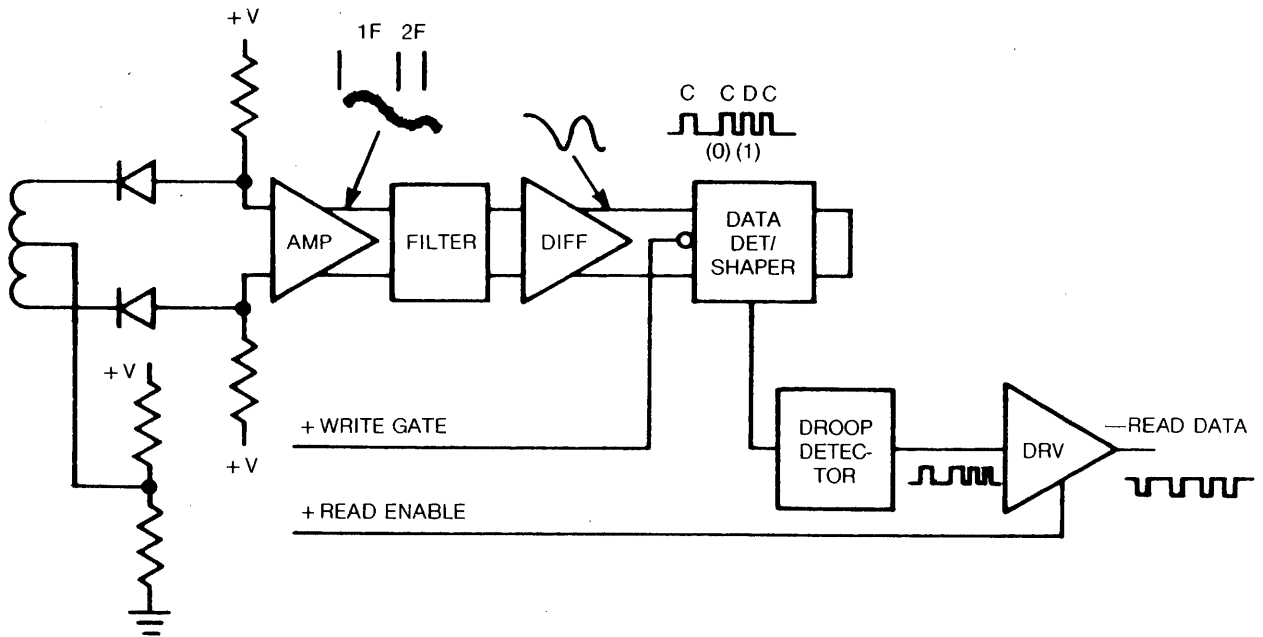 +V
1F 2F
C C D C
(0) (1)
AMP
FILTER
DIFF
DATA
DET/
SHAPER
+V
+V
+ WRITE GATE
DROOP
DETEC-
TOR
DRV
—READ DATA
+ READ ENABLE